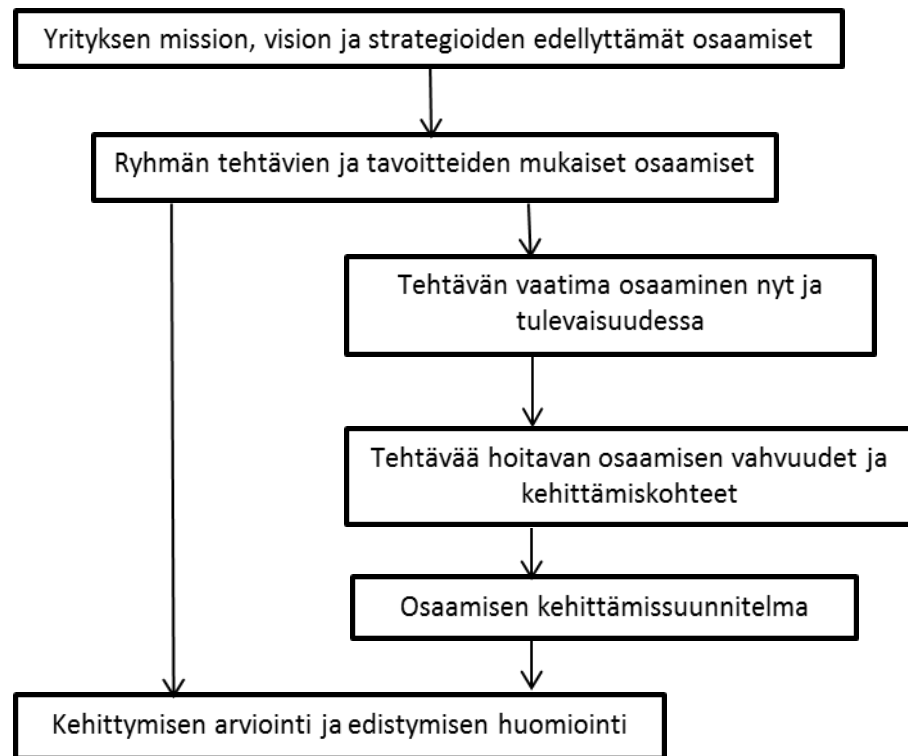 Yrityksen mission, vision ja strategioiden edellyttämät osaamiset
Ryhmän tehtävien ja tavoitteiden mukaiset osaamiset
Tehtävän vaatima osaaminen nyt ja
tulevaisuudessa
Tehtävää hoitavan osaamisen vahvuudet ja
kehittämiskohteet
Osaamisen kehittämissuunnitelma
Kehittymisen arviointi ja edistymisen huomiointi